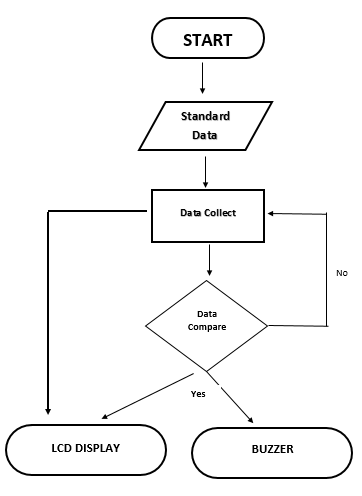 START
Standard
Data
Data Collect
No
Data
Compare
Yes
LCD DISPLAY
BUZZER